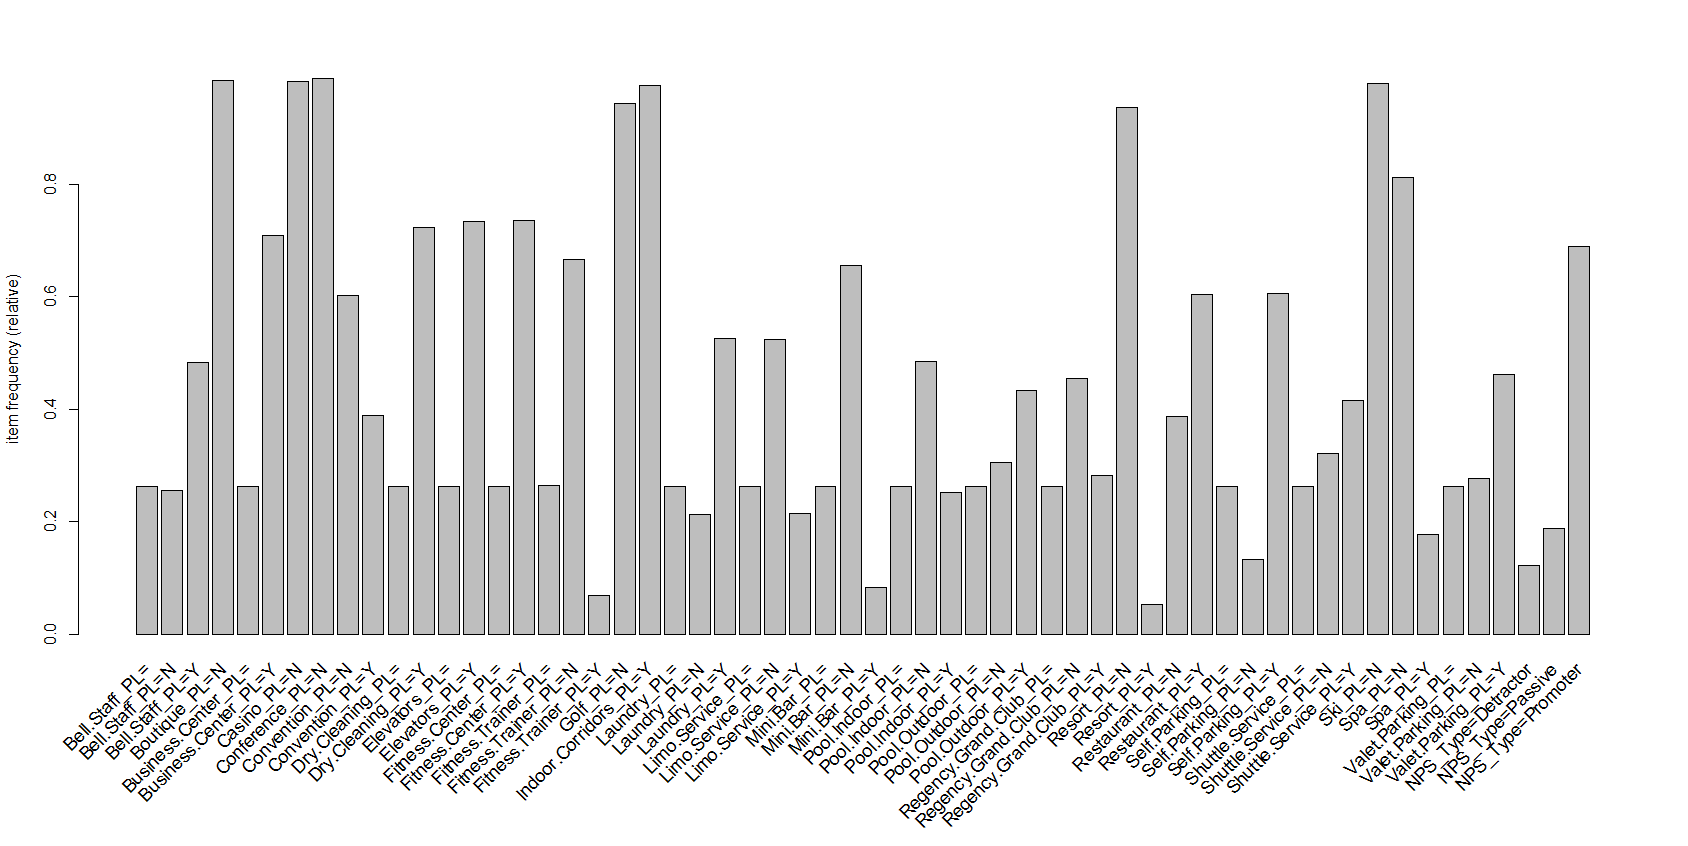 item frequency (relative)
0.0
0.2
0.4
0.6
0.8
Bell.Staff_PL=
Bell.Staff_PL=N
Bell.Staff_PL=Y
Boutique_PL=N
Business.Center_PL=
Business.Center_PL=Y
Casino_PL=N
Conference_PL=N
Convention_PL=N
Convention_PL=Y
Dry.Cleaning_PL=
Dry.Cleaning_PL=Y
Elevators_PL=
Elevators_PL=Y
Fitness.Center_PL=
Fitness.Center_PL=Y
Fitness.Trainer_PL=
Fitness.Trainer_PL=N
Fitness.Trainer_PL=Y
Golf_PL=N
Indoor.Corridors_PL=Y
Laundry_PL=
Laundry_PL=N
Laundry_PL=Y
Limo.Service_PL=
Limo.Service_PL=N
Limo.Service_PL=Y
Mini.Bar_PL=
Mini.Bar_PL=N
Mini.Bar_PL=Y
Pool.Indoor_PL=
Pool.Indoor_PL=N
Pool.Indoor_PL=Y
Pool.Outdoor_PL=
Pool.Outdoor_PL=N
Pool.Outdoor_PL=Y
Regency.Grand.Club_PL=
Regency.Grand.Club_PL=N
Regency.Grand.Club_PL=Y
Resort_PL=N
Resort_PL=Y
Restaurant_PL=N
Restaurant_PL=Y
Self.Parking_PL=
Self.Parking_PL=N
Self.Parking_PL=Y
Shuttle.Service_PL=
Shuttle.Service_PL=N
Shuttle.Service_PL=Y
Ski_PL=N
Spa_PL=N
Spa_PL=Y
Valet.Parking_PL=
Valet.Parking_PL=N
Valet.Parking_PL=Y
NPS_Type=Detractor
NPS_Type=Passive
NPS_Type=Promoter